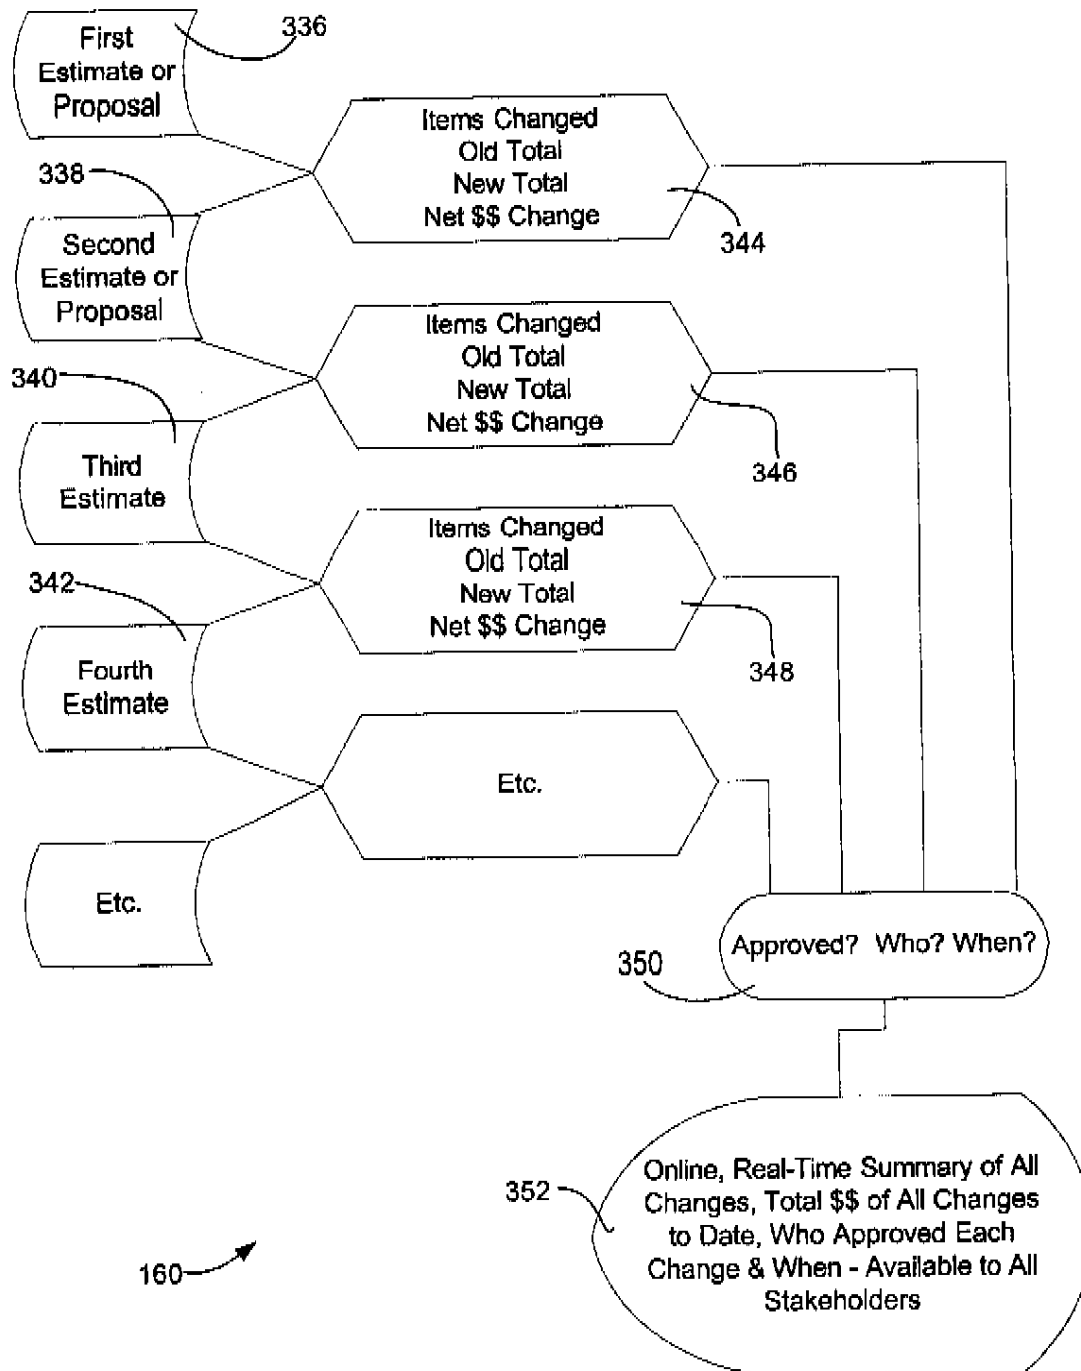 336
First
Estimate or
Proposal
Items Changed
Old Total
New Total
Net $$ Change
344
338
Second
Estimate or
Proposal
Items Changed
Old Total
New Total
Net $$ Change
346
340
Third
Estimate
Items Changed
Old Total
New Total
Net $$ Change
348
342
Fourth
Estimate
Etc.
Etc.
Approved? Who? When?
350
Online, Real-Time Summary of All
Changes, Total $$ of All Changes
to Date, Who Approved Each
Change & When - Available to All
Stakeholders
352
160